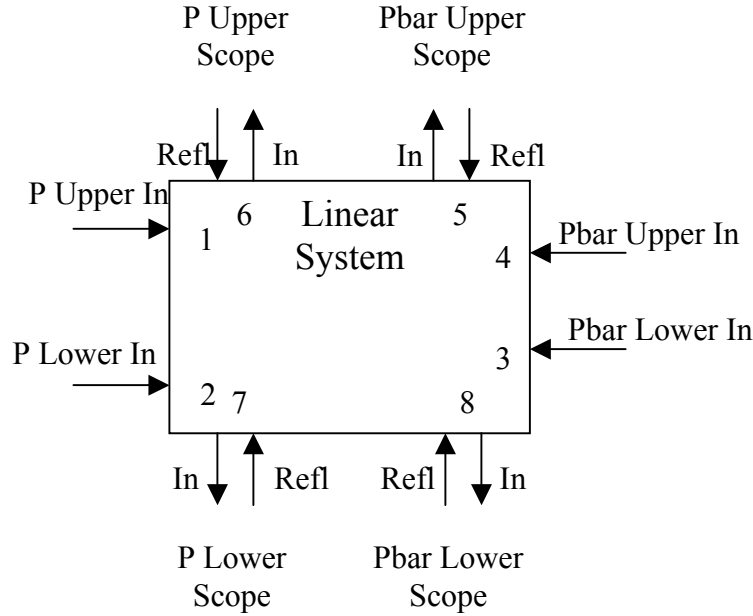 P Upper
Scope
Pbar Upper
Scope
Refl
In
In
Refl
P Upper In
6
Linear
System
5
1
4
Pbar Upper In
P Lower In
Pbar Lower In
3
2
7
8
In
Refl
Refl
In
P Lower
Scope
Pbar Lower
Scope